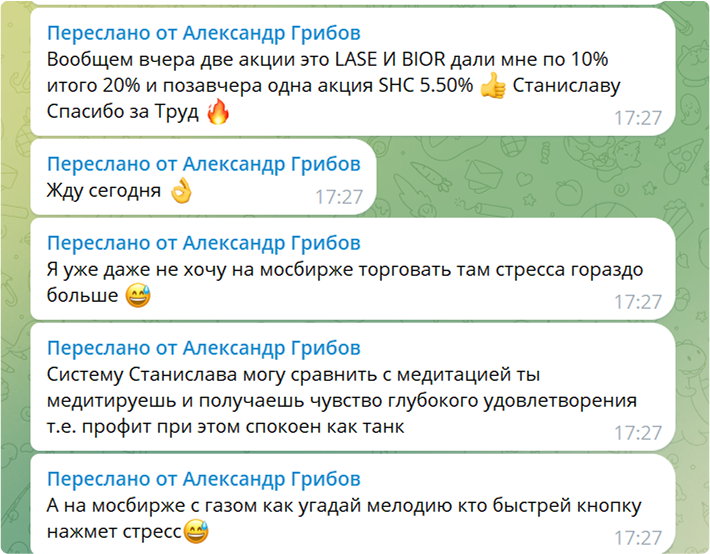 Переслано от Александр Грибов
Вообщем вчера две акции это LASE И BIOR дали мне по 10%
итого 20% и позавчера одна акция SHC 5.50% 👍 Станиславу
Спасибо за Труд 🔥
17:27
Переслано от Александр Грибов
Жду сегодня 👌
17:27
Переслано от Александр Грибов
Я уже даже не хочу на мосбирже торговать там стресса гораздо
больше 😅
17:27
Переслано от Александр Грибов
Систему Станислава могу сравнить с медитацией ты
медитируешь и получаешь чувство глубокого удовлетворения
т.е. профит при этом спокоен как танк
17:27
Переслано от Александр Грибов
А на мосбирже с газом как угадай мелодию кто быстрей кнопку
нажмет стресс😅
17:27